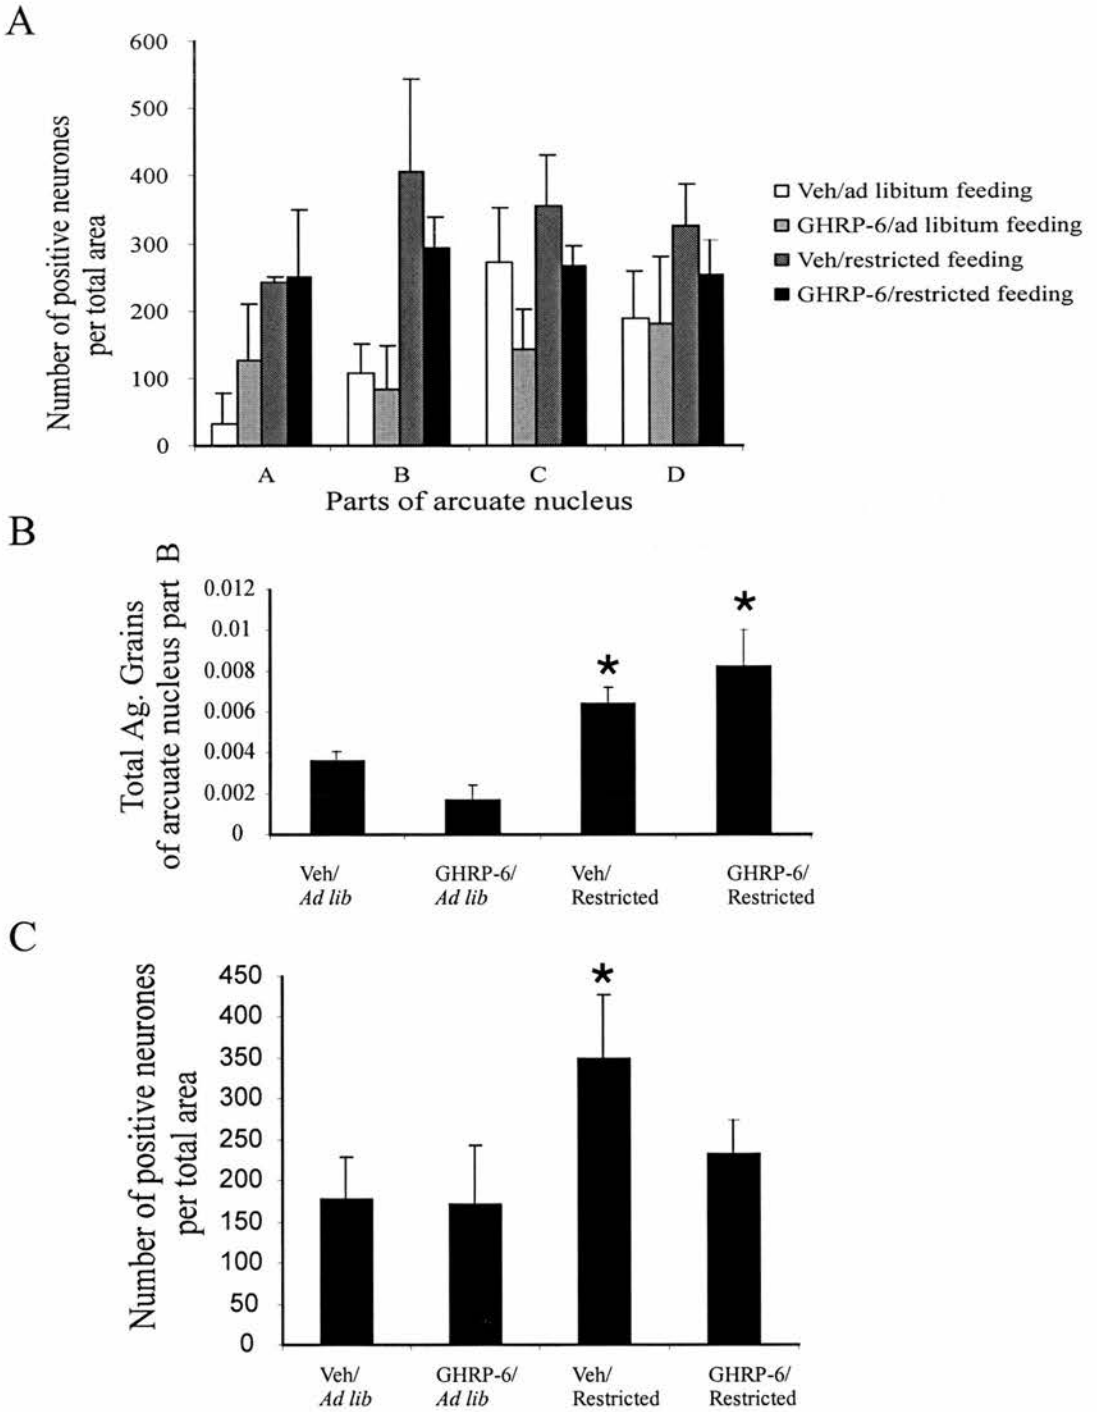 A
600
500
400
300
200
100
0
Number of positive neurones
per total area
A B C D
Parts of arcuate nucleus
Veh/ad libitum feeding
GHRP-6/ad libitum feeding
Veh/restricted feeding
GHRP-6/restricted feeding
B
0.012
0.01
0.008
0.006
0.004
0.002
0
Total Ag. Grains
of arcuate nucleus part B
* *
Veh/ GHRP-6/ Veh/ GHRP-6/
Ad lib Ad lib Restricted Restricted
C
450
400
350
300
250
200
150
100
50
0
Number of positive neurones
per total area
*
Veh/ GHRP-6/ Veh/ GHRP-6/
Ad lib Ad lib Restricted Restricted